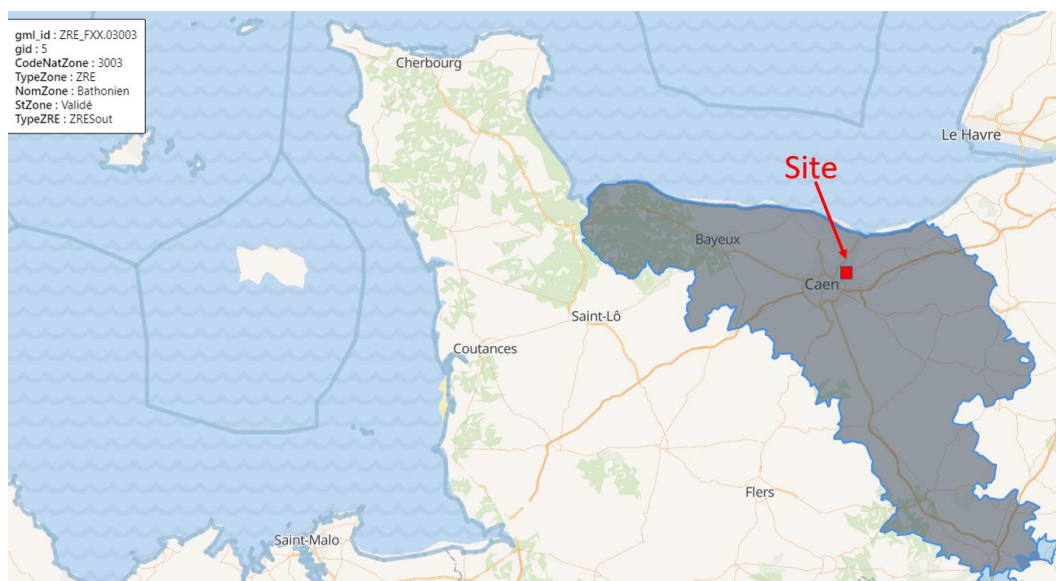 gml_id : ZRE_FXX.03003
gid : 5
CodeNatZone : 3003
TypeZone : ZRE
NomZone : Bathonien
StZone : Validé
TypeZRE : ZRESout
Cherbourg
Le Havre
Site
Bayeux
Caen
Saint-Lô
Coutances
Flers
Saint-Malo